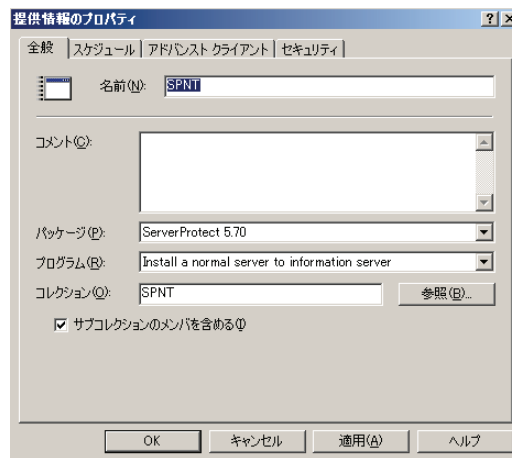 提供情報のプロパティ
全般 スケジュール アドバンスト クライアント セキュリティ
名前(N): SPNT
コメント(C):
パッケージ(P): ServerProtect 5.70
プログラム(R): Install a normal server to information server
コレクション(O): SPNT 参照(B)...
サブコレクションのメンバを含める(I)
OK キャンセル 適用(A) ヘルプ